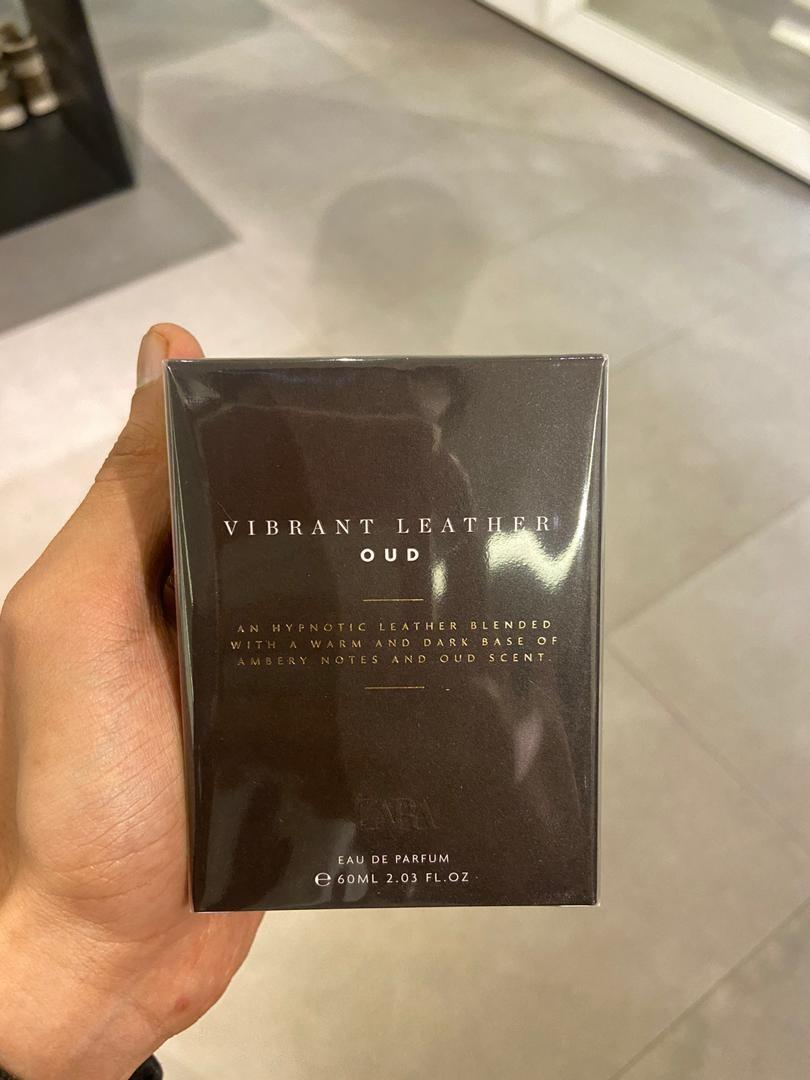 VIBRANT LEATHER
OUD
AN HYPNOTIC LEATHER BLENDED
WITH A WARM AND DARK BASE OF
AMBERY NOTES AND OUD SCENT.
ZARA
EAU DE PARFUM
℮ 60ML 2.03 FL.OZ